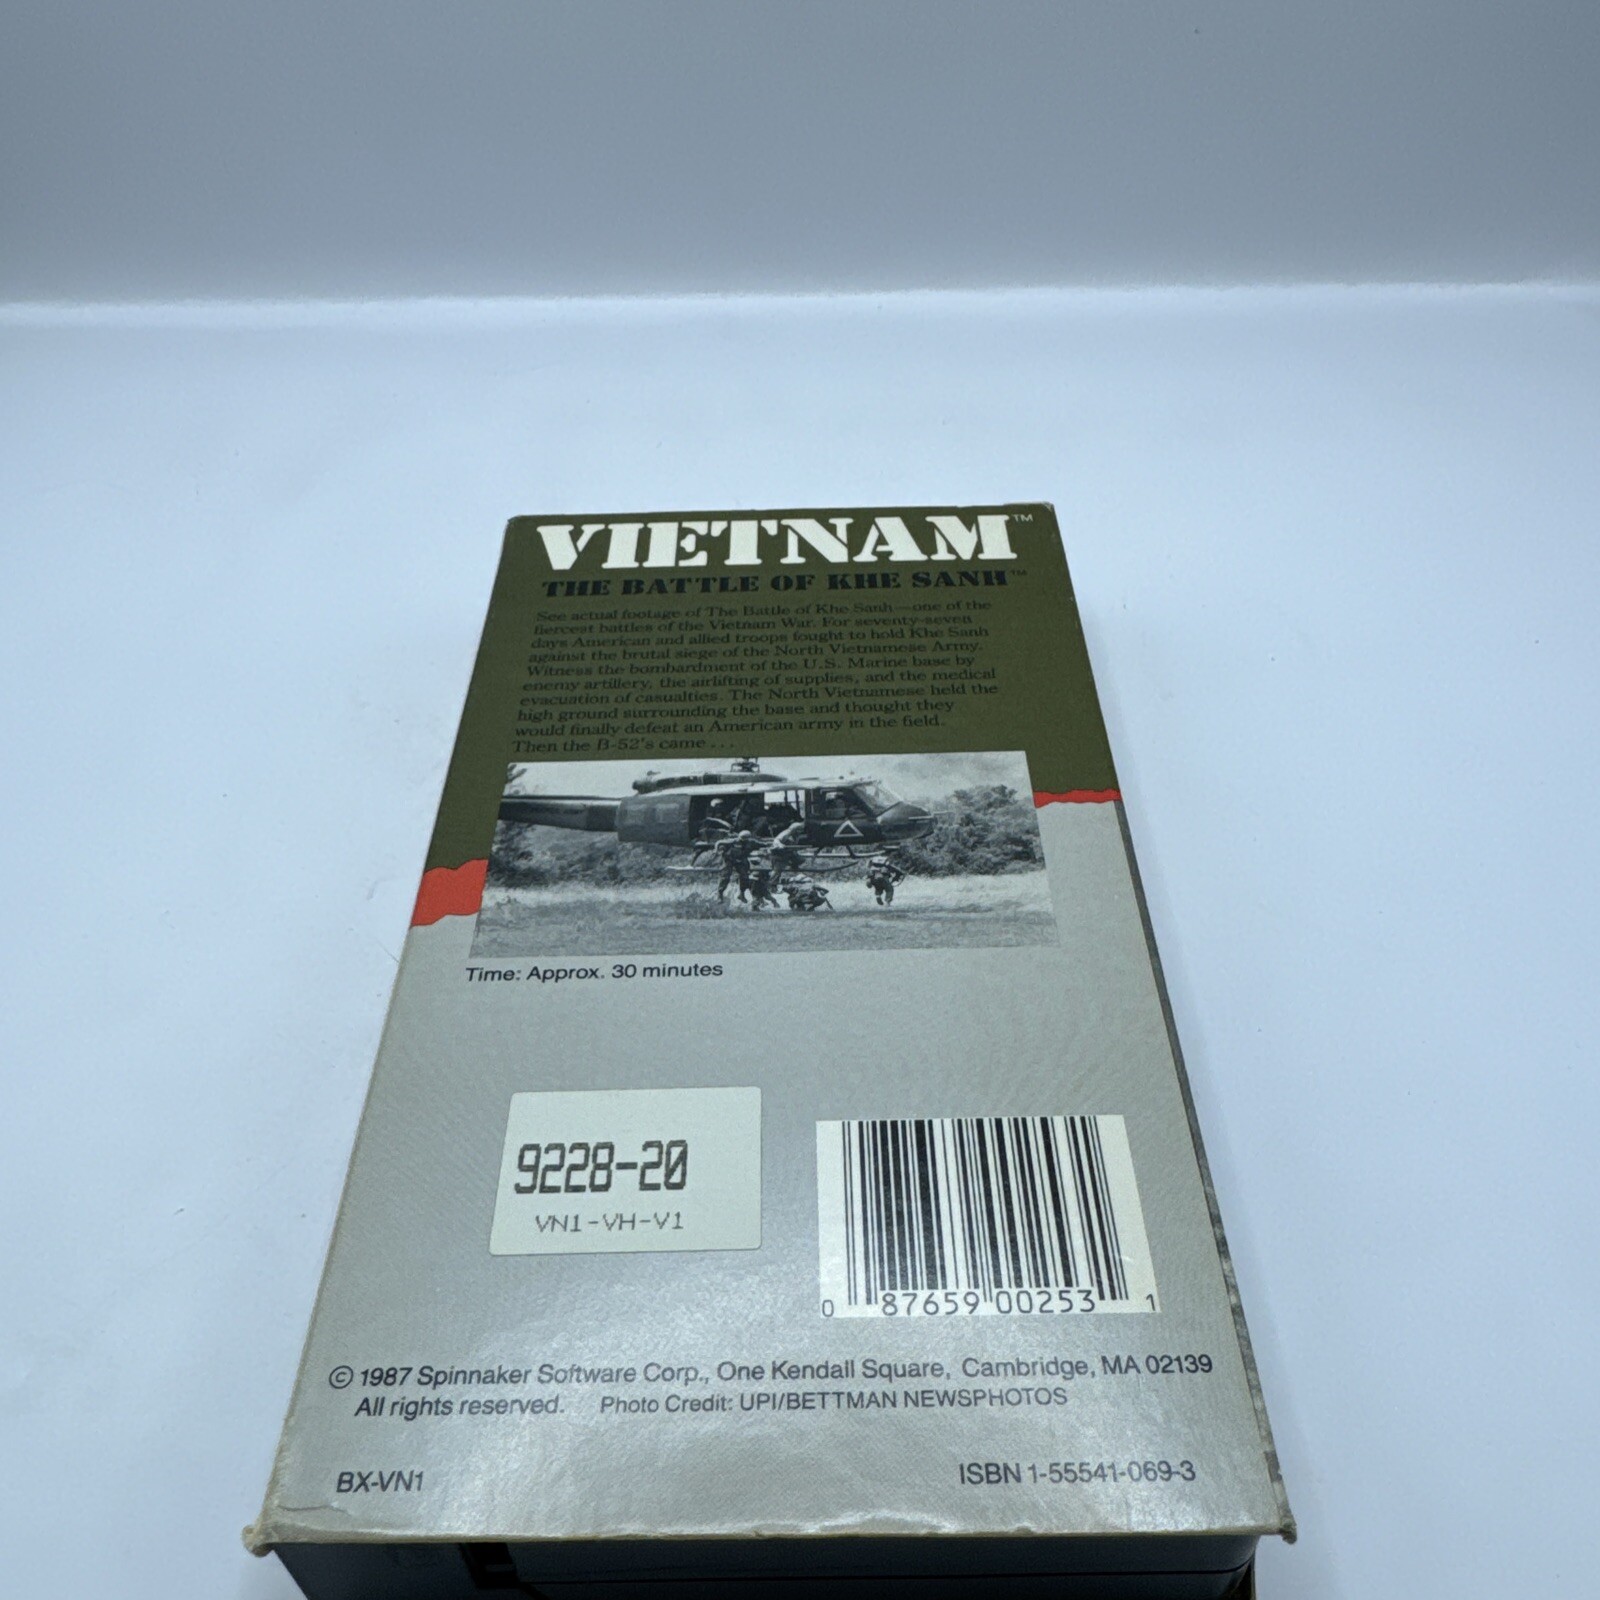 VIETNAM™
THE BATTLE OF KHE SANH™
See actual footage of The Battle of Khe Sanh—one of the
fiercest battles of the Vietnam War. For seventy-seven
days American and allied troops fought to hold Khe Sanh
against the brutal siege of the North Vietnamese Army.
Witness the bombardment of the U.S. Marine base by
enemy artillery, the airlifting of supplies, and the medical
evacuation of casualties. The North Vietnamese held the
high ground surrounding the base and thought they
would finally defeat an American army in the field.
Then the B-52's came . . .
Time: Approx. 30 minutes
9228-20
VN1-VH-V1
0 87659 00253 1
© 1987 Spinnaker Software Corp., One Kendall Square, Cambridge, MA 02139
All rights reserved. Photo Credit: UPI/BETTMAN NEWSPHOTOS
BX-VN1
ISBN 1-55541-069-3